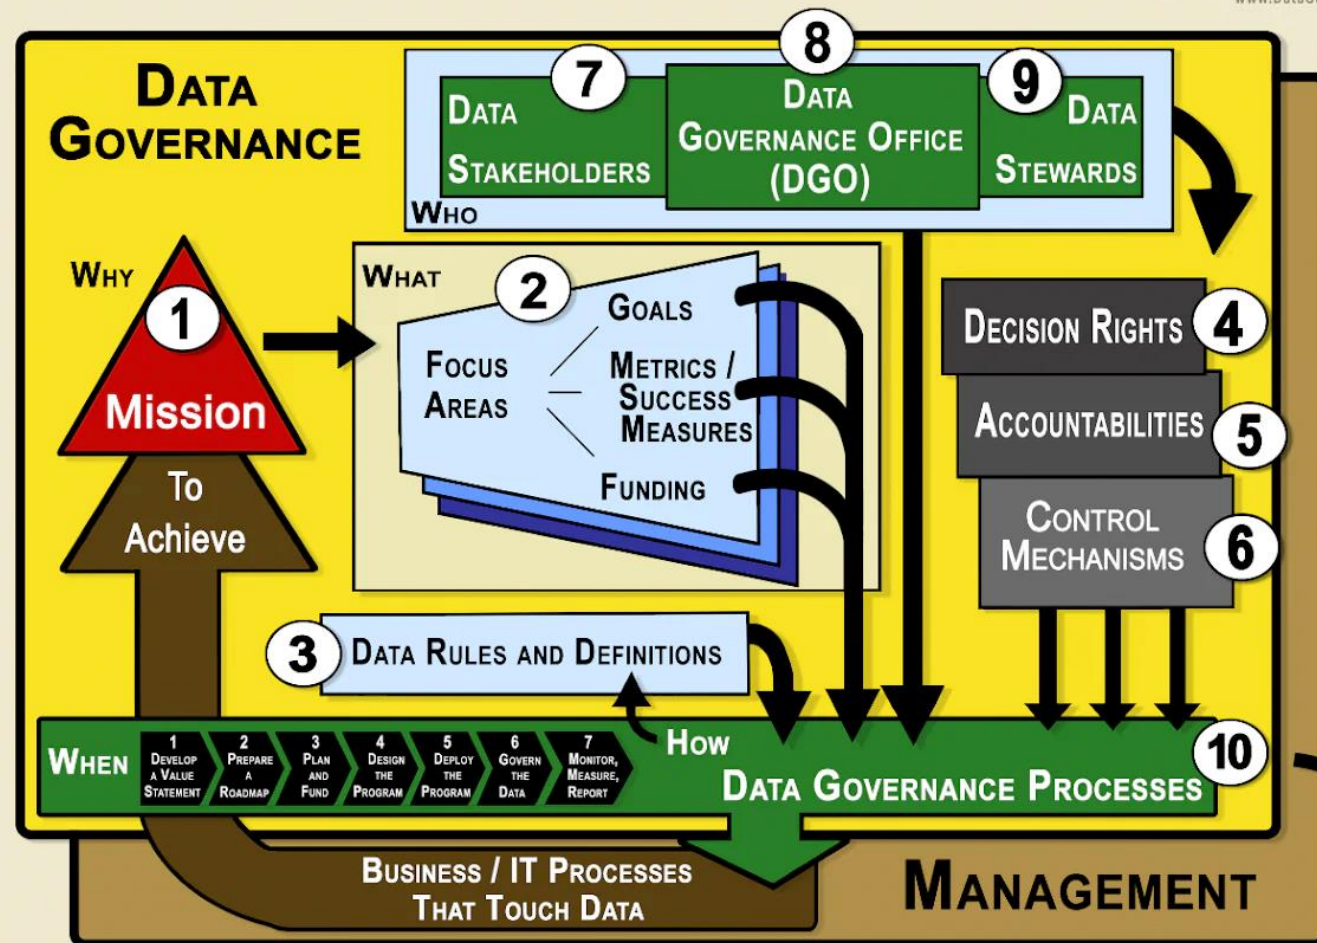 DATA
GOVERNANCE
8
7
9
DATA
STAKEHOLDERS
DATA
GOVERNANCE OFFICE
(DGO)
DATA
STEWARDS
WHO
WHY
1
Mission
To
Achieve
WHAT
2
FOCUS
AREAS
GOALS
METRICS /
SUCCESS
MEASURES
FUNDING
DECISION RIGHTS
4
ACCOUNTABILITIES
5
CONTROL
MECHANISMS
6
3
DATA RULES AND DEFINITIONS
WHEN
1
DEVELOP
A VALUE
STATEMENT
2
PREPARE
A
ROADMAP
3
PLAN
AND
FUND
4
DESIGN
THE
PROGRAM
5
DEPLOY
THE
PROGRAM
6
GOVERN
THE
DATA
7
MONITOR,
MEASURE,
REPORT
HOW
DATA GOVERNANCE PROCESSES
10
BUSINESS / IT PROCESSES
THAT TOUCH DATA
MANAGEMENT